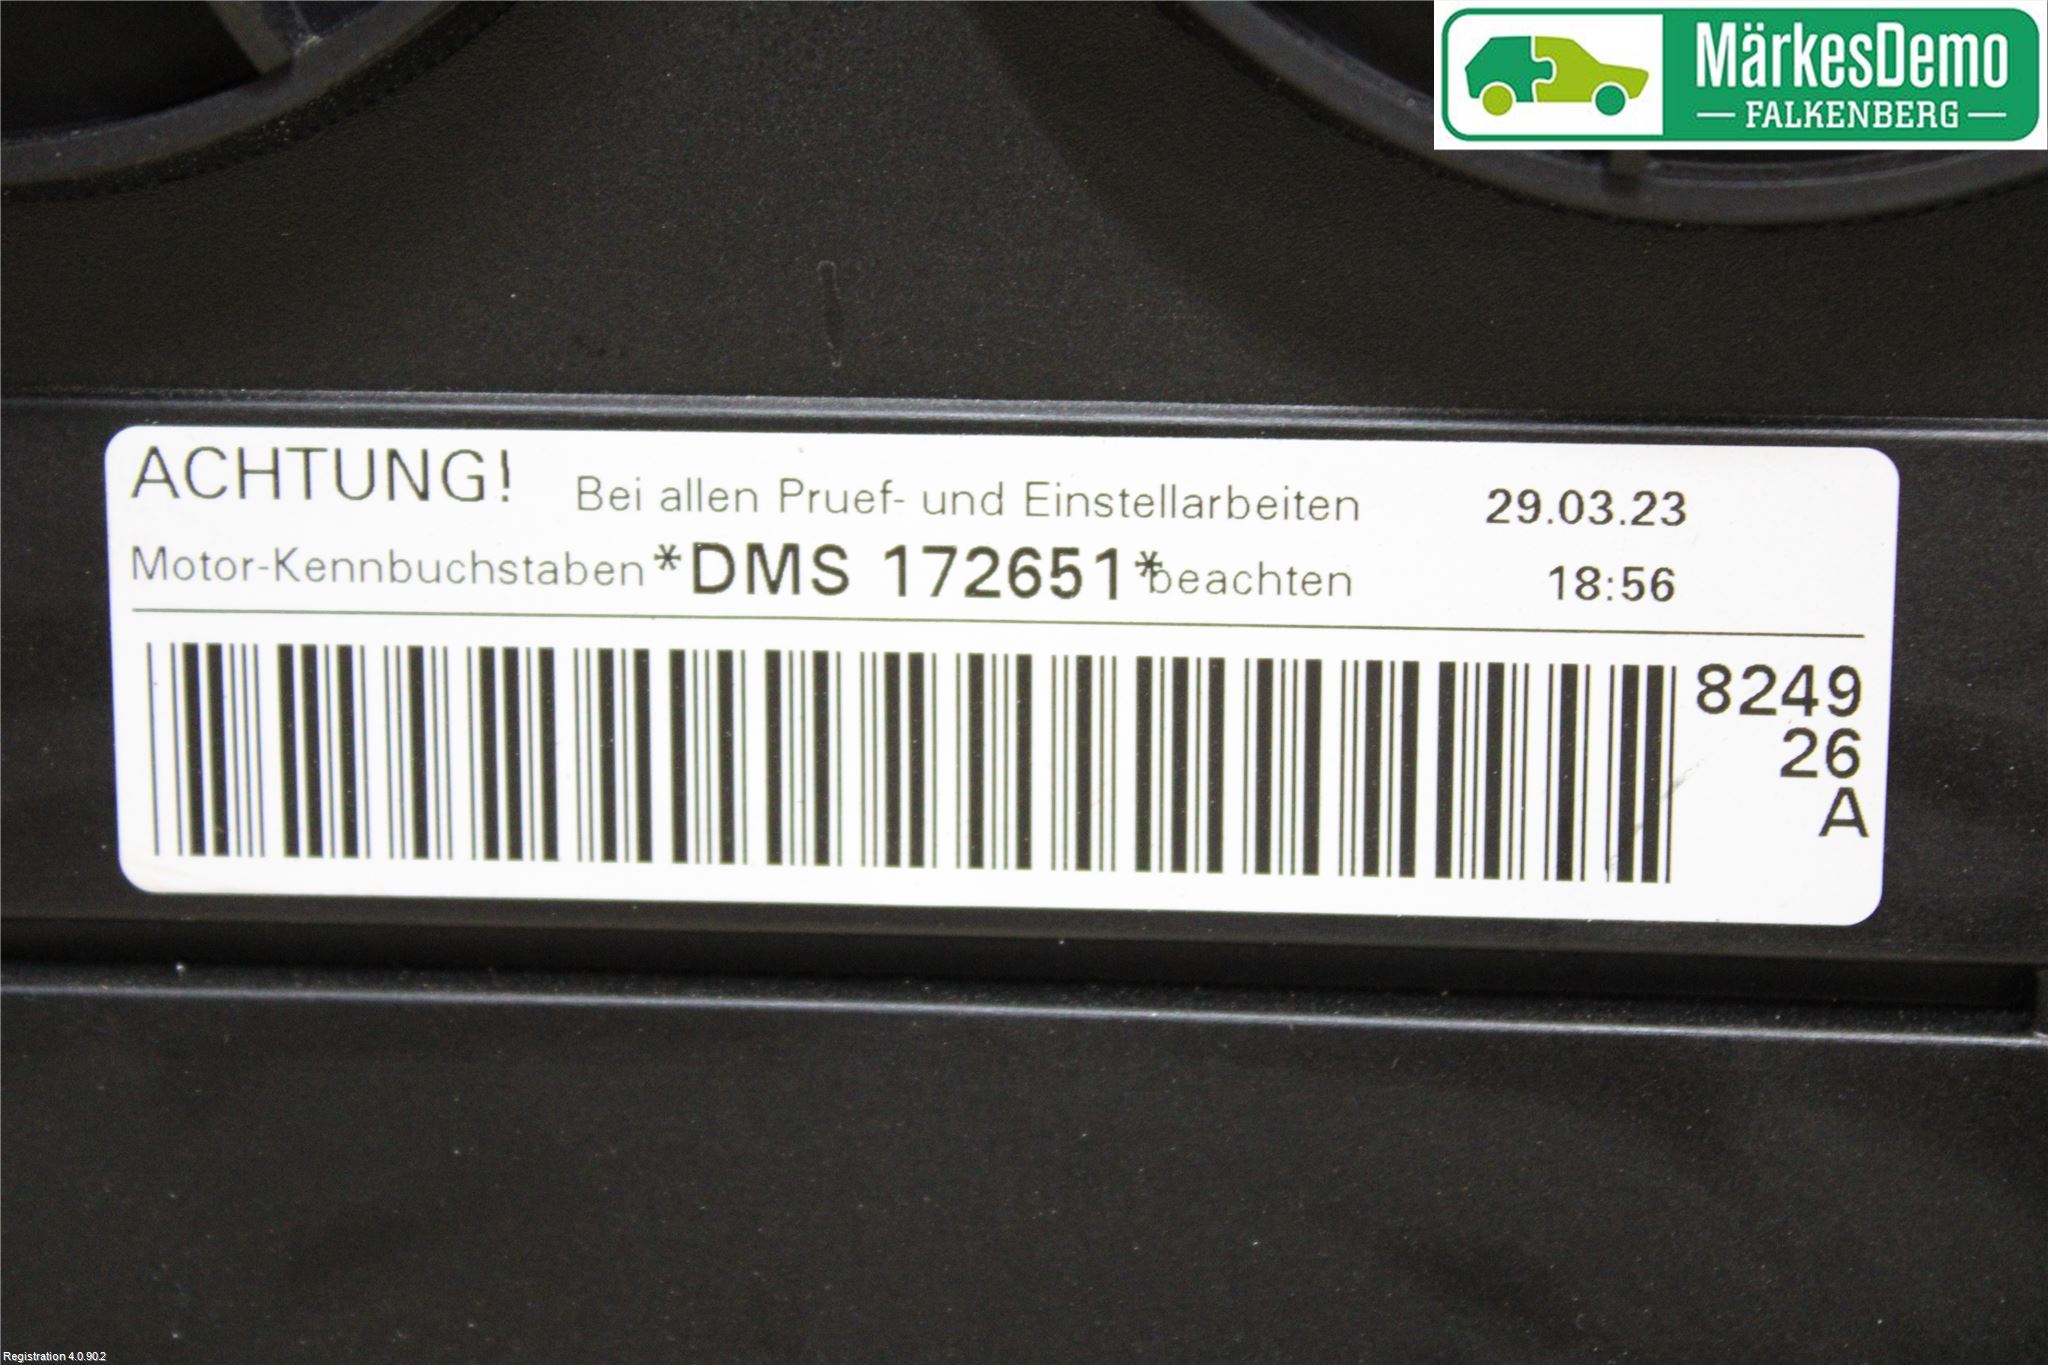 MärkesDemo
FALKENBERG
ACHTUNG! Bei allen Pruef- und Einstellarbeiten 29.03.23
Motor-Kennbuchstaben *DMS 172651* beachten 18:56
8249
26
A
Registration 4.0.90.2